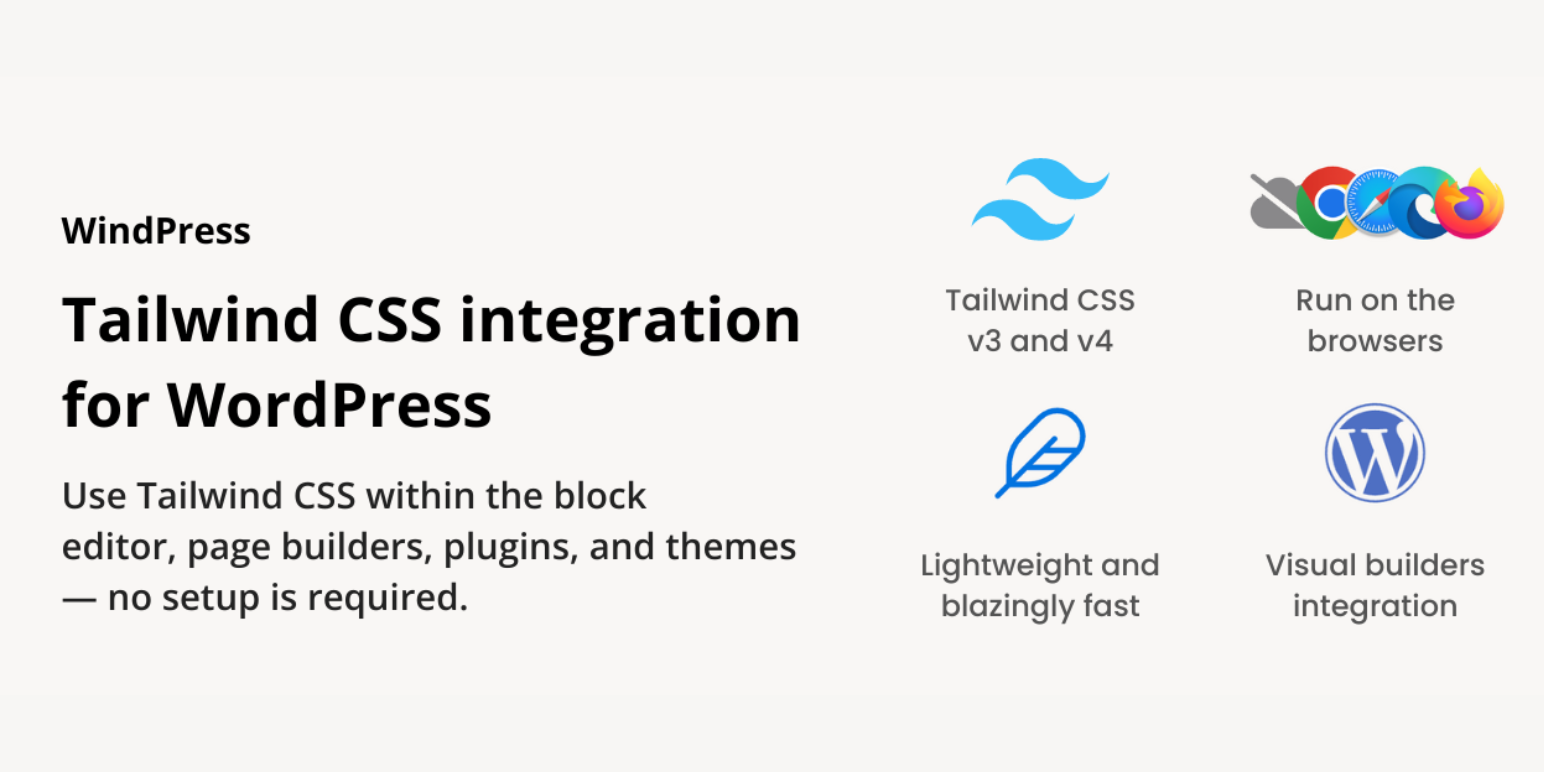 WindPress
Tailwind CSS integration
for WordPress
Use Tailwind CSS within the block
editor, page builders, plugins, and themes
— no setup is required.
Tailwind CSS
v3 and v4
Run on the
browsers
Lightweight and
blazingly fast
Visual builders
integration